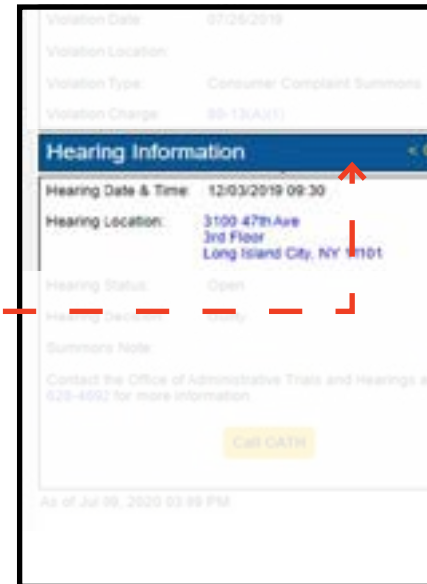 Violation Date: 07/26/2019
Violation Location:
Violation Type: Consumer Complaint Summons
Violation Charge:
Hearing Information <
Hearing Date & Time: 12/03/2019 09:30
Hearing Location: 3100 47th Ave
3rd Floor
Long Island City, NY 11101
Hearing Status: Open
Hearing Decision: Guilty
Summons Note:
Contact the Office of Administrative Trials and Hearings
628-4692 for more information.
Call OATH
As of Jul 09, 2020 PM